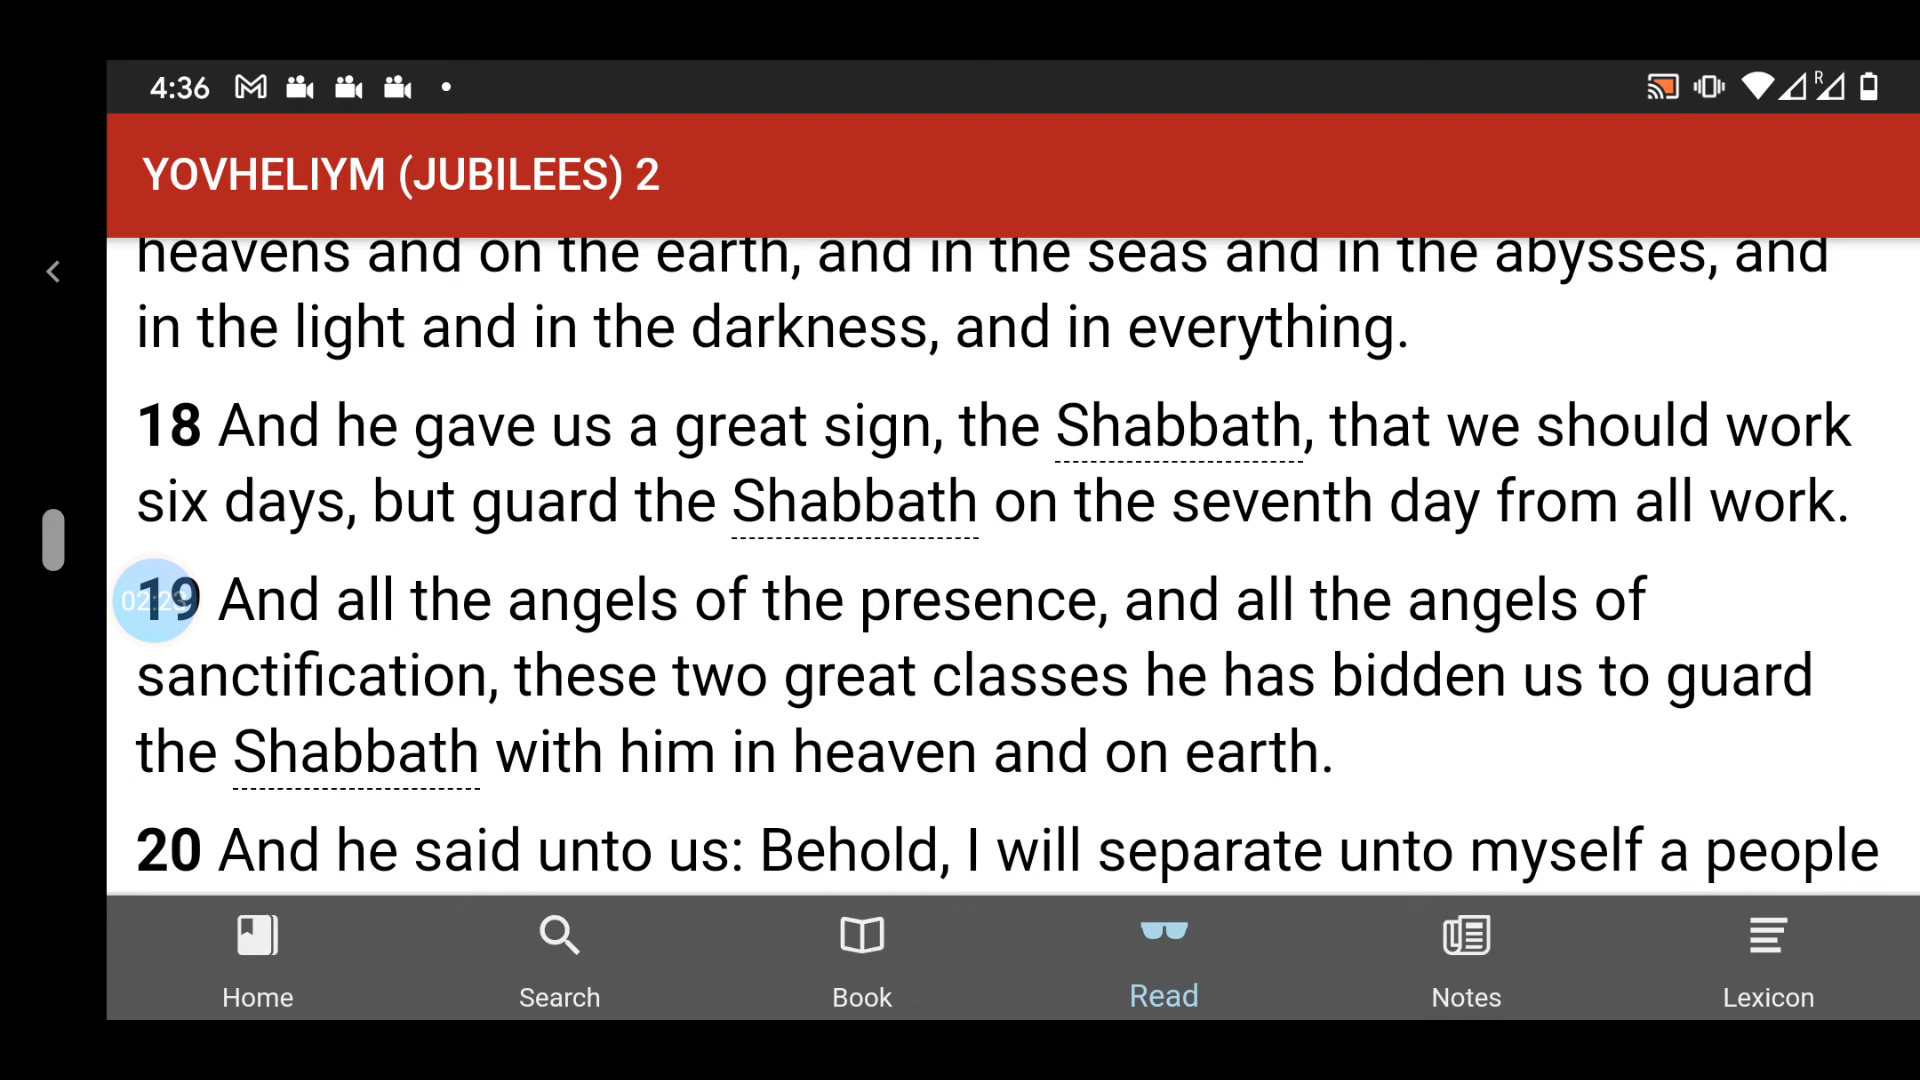 4:36
YOVHELIYM (JUBILEES) 2
heavens and on the earth, and in the seas and in the abysses, and
in the light and in the darkness, and in everything.
18 And he gave us a great sign, the Shabbath, that we should work
six days, but guard the Shabbath on the seventh day from all work.
19 And all the angels of the presence, and all the angels of
sanctification, these two great classes he has bidden us to guard
the Shabbath with him in heaven and on earth.
20 And he said unto us: Behold, I will separate unto myself a people
Home Search Book Read Notes Lexicon